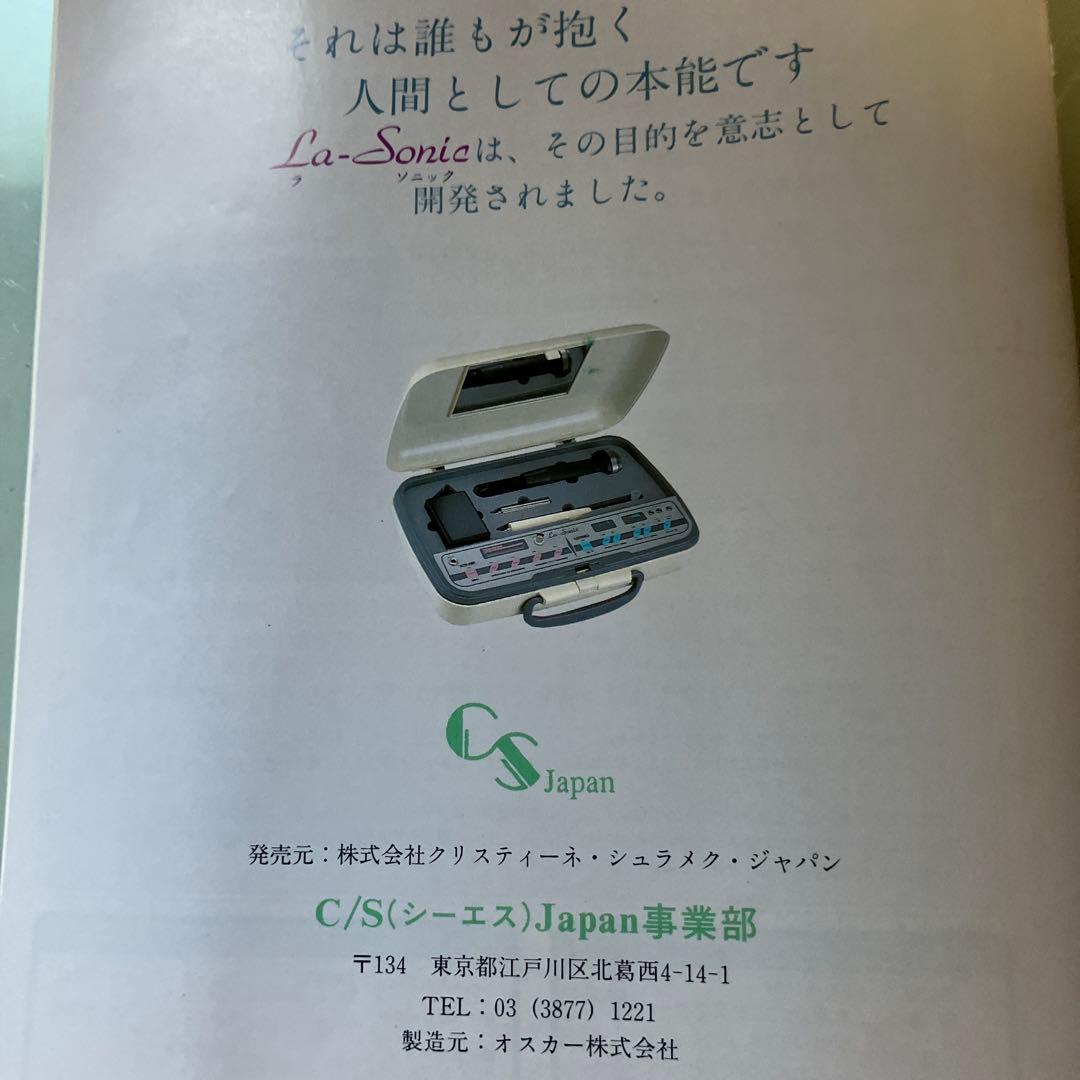 それは誰もが抱く
人間としての本能です
La-Sonicは、その目的を意志として
ラ ソニック
開発されました。
La-Sonic
CS Japan
発売元：株式会社クリスティーネ・シュラメク・ジャパン
C/S(シーエス)Japan事業部
〒134 東京都江戸川区北葛西4-14-1
TEL：03 (3877) 1221
製造元：オスカー株式会社